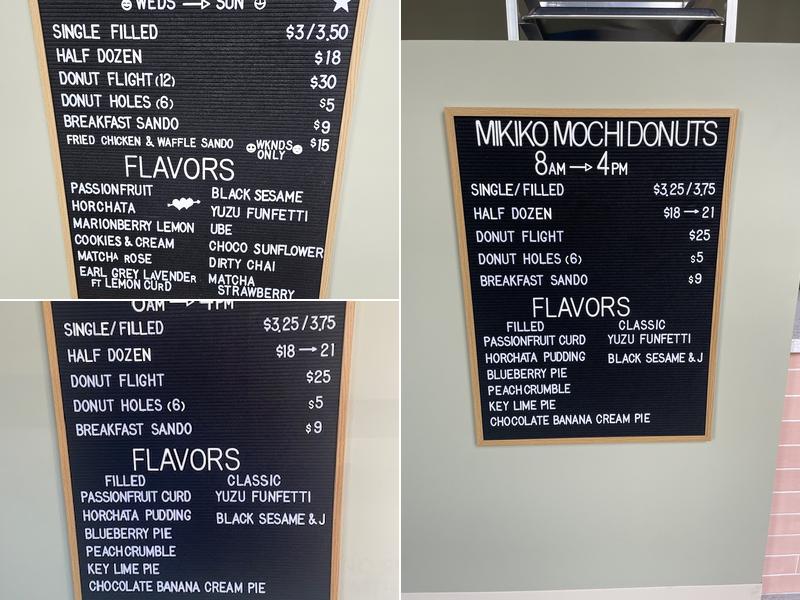 WEDS → SUN
SINGLE FILLED $3/3.50
HALF DOZEN $18
DONUT FLIGHT (12) $30
DONUT HOLES (6) $5
BREAKFAST SANDO $9
FRIED CHICKEN & WAFFLE SANDO WKNDS ONLY $15
FLAVORS
PASSIONFRUIT
HORCHATA
MARIONBERRY LEMON
COOKIES & CREAM
MATCHA ROSE
EARL GREY LAVENDER
FT LEMON CURD
BLACK SESAME
YUZU FUNFETTI
UBE
CHOCO SUNFLOWER
DIRTY CHAI
MATCHA
STRAWBERRY
8AM → 4PM
SINGLE/FILLED $3,25/3,75
HALF DOZEN $18 → 21
DONUT FLIGHT $25
DONUT HOLES (6) $5
BREAKFAST SANDO $9
FLAVORS
FILLED
PASSIONFRUIT CURD
HORCHATA PUDDING
BLUEBERRY PIE
PEACH CRUMBLE
KEY LIME PIE
CHOCOLATE BANANA CREAM PIE
CLASSIC
YUZU FUNFETTI
BLACK SESAME & J
MIKIKO MOCHI DONUTS
8AM → 4PM
SINGLE/FILLED $3,25/3,75
HALF DOZEN $18 → 21
DONUT FLIGHT $25
DONUT HOLES (6) $5
BREAKFAST SANDO $9
FLAVORS
FILLED
PASSIONFRUIT CURD
HORCHATA PUDDING
BLUEBERRY PIE
PEACH CRUMBLE
KEY LIME PIE
CHOCOLATE BANANA CREAM PIE
CLASSIC
YUZU FUNFETTI
BLACK SESAME & J